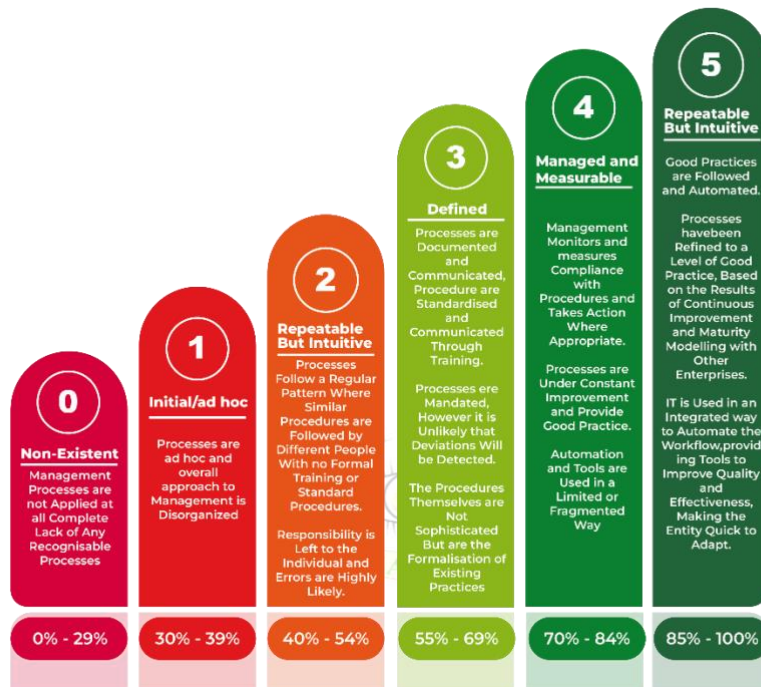 0
Non-Existent
Management
Processes are
not Applied at
all Complete
Lack of Any
Recognisable
Processes
0% - 29%
1
Initial/ad hoc
Processes are
ad hoc and
overall
approach to
Management is
Disorganized
30% - 39%
2
Repeatable
But Intuitive
Processes
Follow a Regular
Pattern Where
Similar
Procedures are
Followed by
Different People
With no Formal
Training or
Standard
Procedures.
Responsibility is
Left to the
Individual and
Errors are Highly
Likely.
40% - 54%
3
Defined
Processes are
Documented
and
Communicated,
Procedure are
Standardised
and
Communicated
Through
Training.
Processes ere
Mandated,
However it is
Unlikely that
Deviations Will
be Detected.
The Procedures
Themselves are
Not
Sophisticated
But are the
Formalisation of
Existing
Practices
55% - 69%
4
Managed and
Measurable
Management
Monitors and
measures
Compliance
with
Procedures and
Takes Action
Where
Appropriate.
Processes are
Under Constant
Improvement
and Provide
Good Practice.
Automation
and Tools are
Used in a
Limited or
Fragmented
Way
70% - 84%
5
Repeatable
But Intuitive
Good Practices
are Followed
and Automated.
Processes
havebeen
Refined to a
Level of Good
Practice, Based
on the Results
of Continuous
Improvement
and Maturity
Modelling with
Other
Enterprises.
IT is Used in an
Integrated way
to Automate the
Workflow,provid
ing Tools to
Improve Quality
and
Effectiveness,
Making the
Entity Quick to
Adapt.
85% - 100%